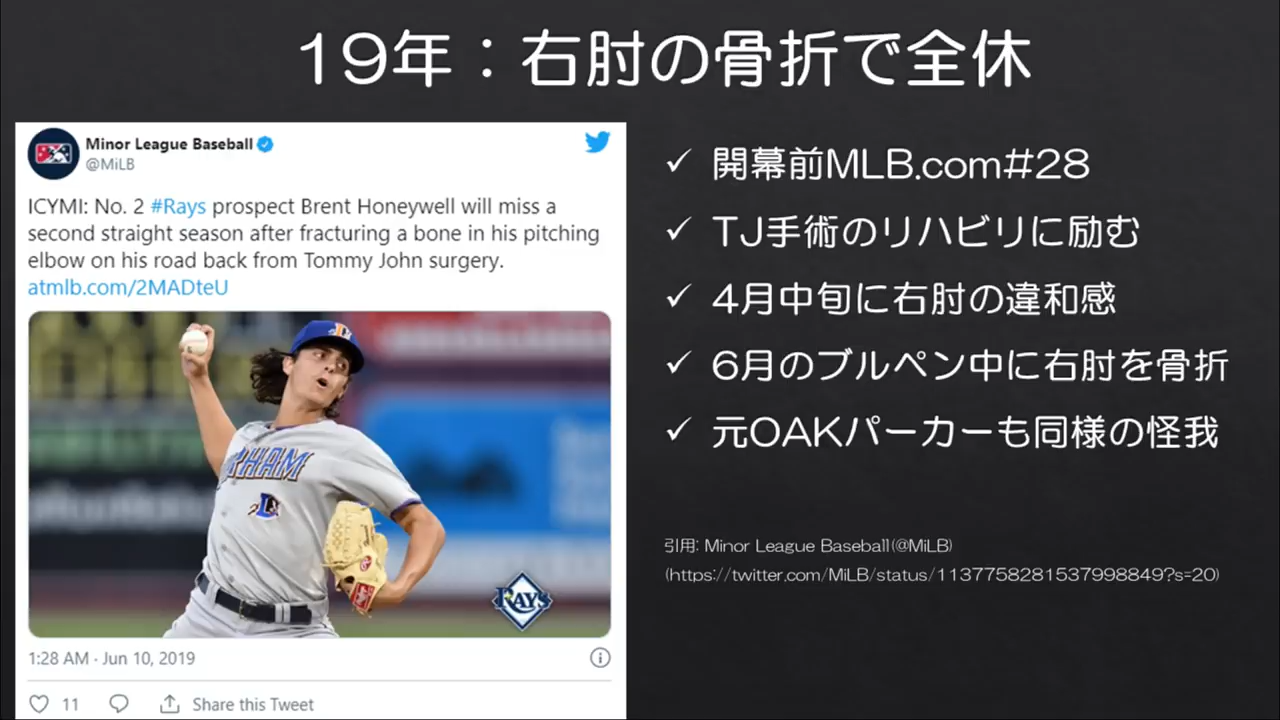 19年：右肘の骨折で全休
Minor League Baseball
@MiLB
ICYMI: No. 2 #Rays prospect Brent Honeywell will miss a
second straight season after fracturing a bone in his pitching
elbow on his road back from Tommy John surgery.
atmlb.com/2MADteU
DURHAM
RAYS
1:28 AM · Jun 10, 2019
11
Share this Tweet
開幕前MLB.com#28
TJ手術のリハビリに励む
4月中旬に右肘の違和感
6月のブルペン中に右肘を骨折
元OAKパーカーも同様の怪我
引用: Minor League Baseball(@MiLB)
(https://twitter.com/MiLB/status/1137758281537998849?s=20)